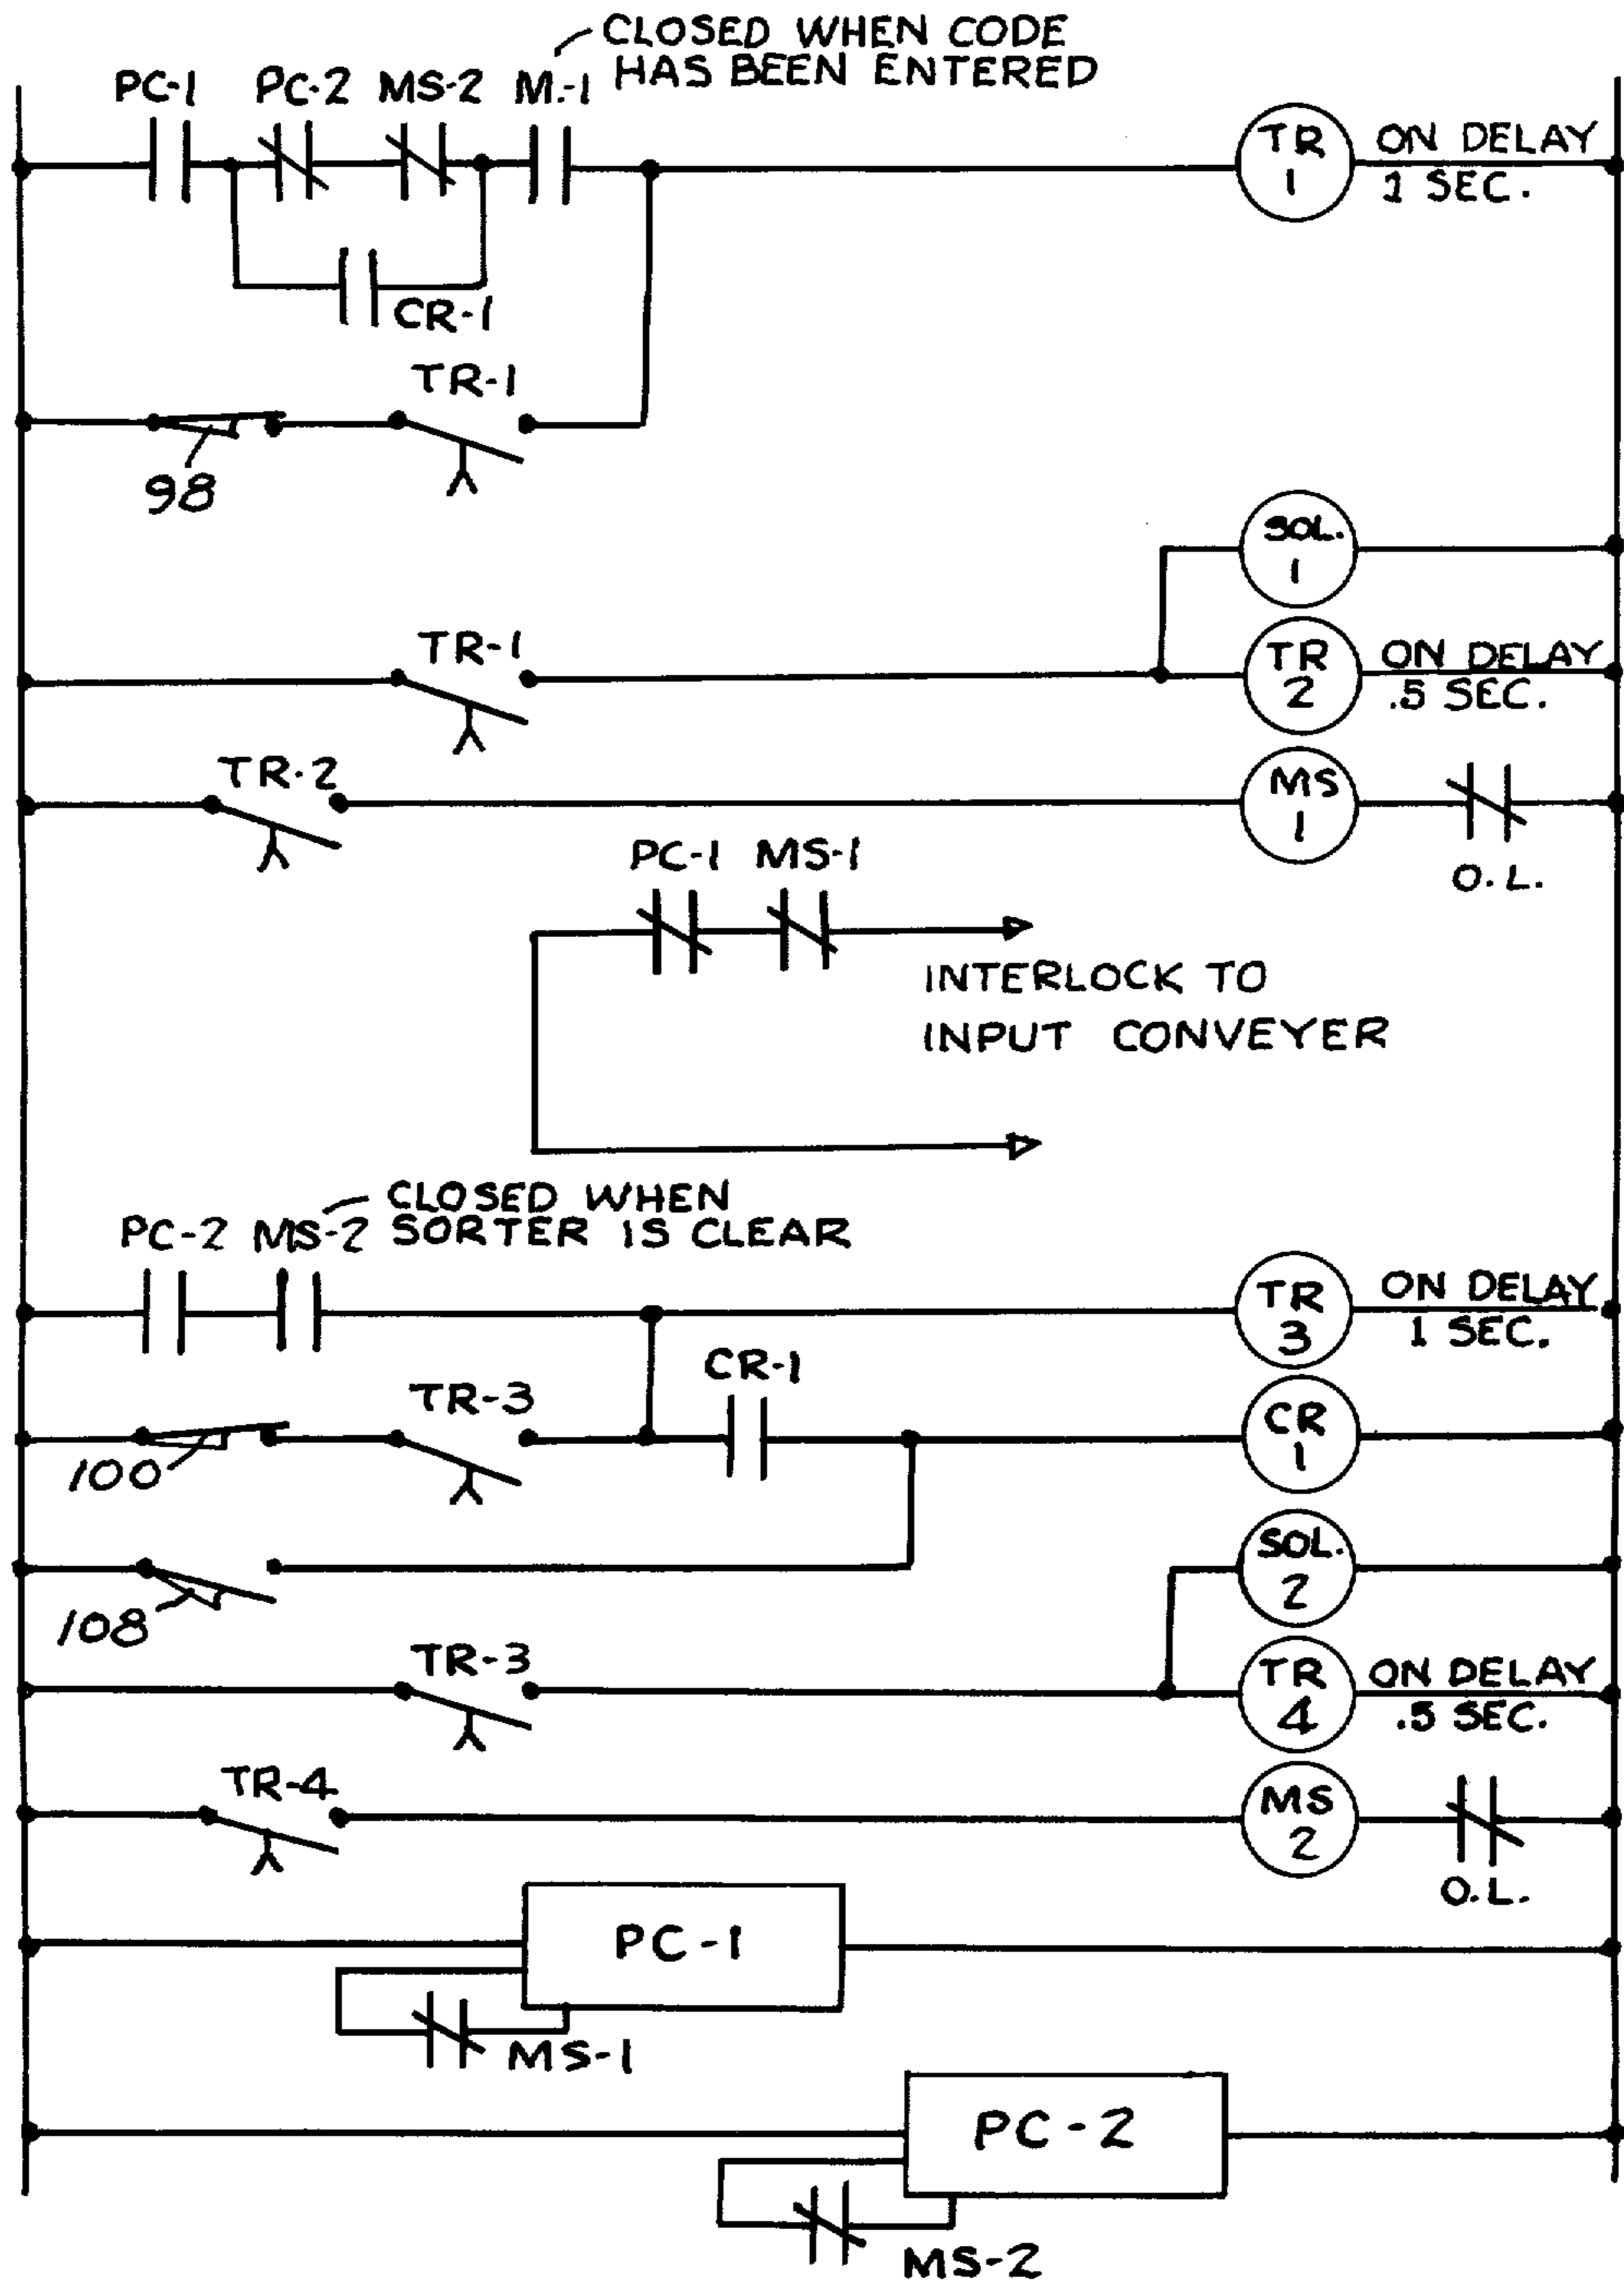 CLOSED WHEN CODE
HAS BEEN ENTERED
PC-1 PC-2 MS-2 M.-1
TR
1
ON DELAY
1 SEC.
CR-1
TR-1
98
SOL.
1
TR-1
TR
2
ON DELAY
.5 SEC.
TR-2
MS
1
O.L.
PC-1 MS-1
INTERLOCK TO
INPUT CONVEYER
CLOSED WHEN
PC-2 MS-2 SORTER IS CLEAR
TR
3
ON DELAY
1 SEC.
CR-1
TR-3
CR
1
100
SOL.
2
108
TR-3
TR
4
ON DELAY
.5 SEC.
TR-4
MS
2
O.L.
PC-1
MS-1
PC-2
MS-2